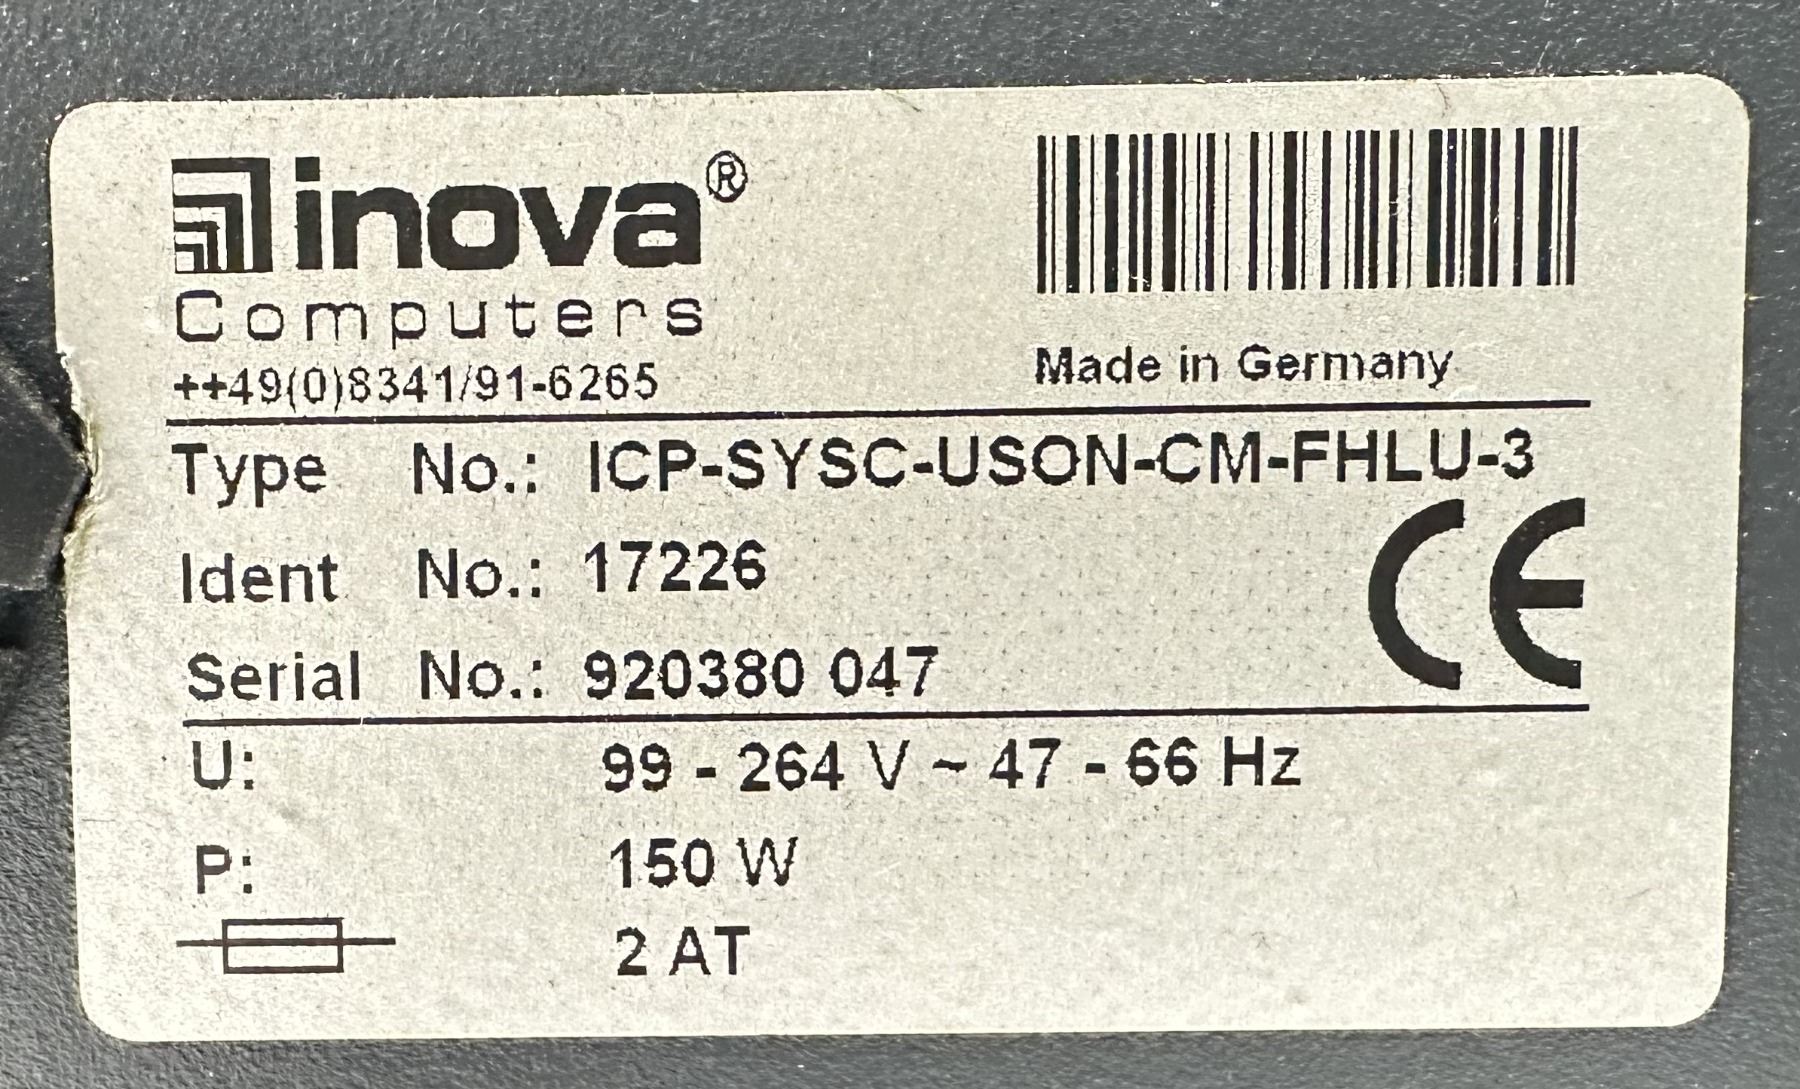 inova®
Computers
++49(0)8341/91-6265
Made in Germany
Type No.: ICP-SYSC-USON-CM-FHLU-3
Ident No.: 17226
CE
Serial No.: 920380 047
U: 99 - 264 V ~ 47 - 66 Hz
P: 150 W
2 AT